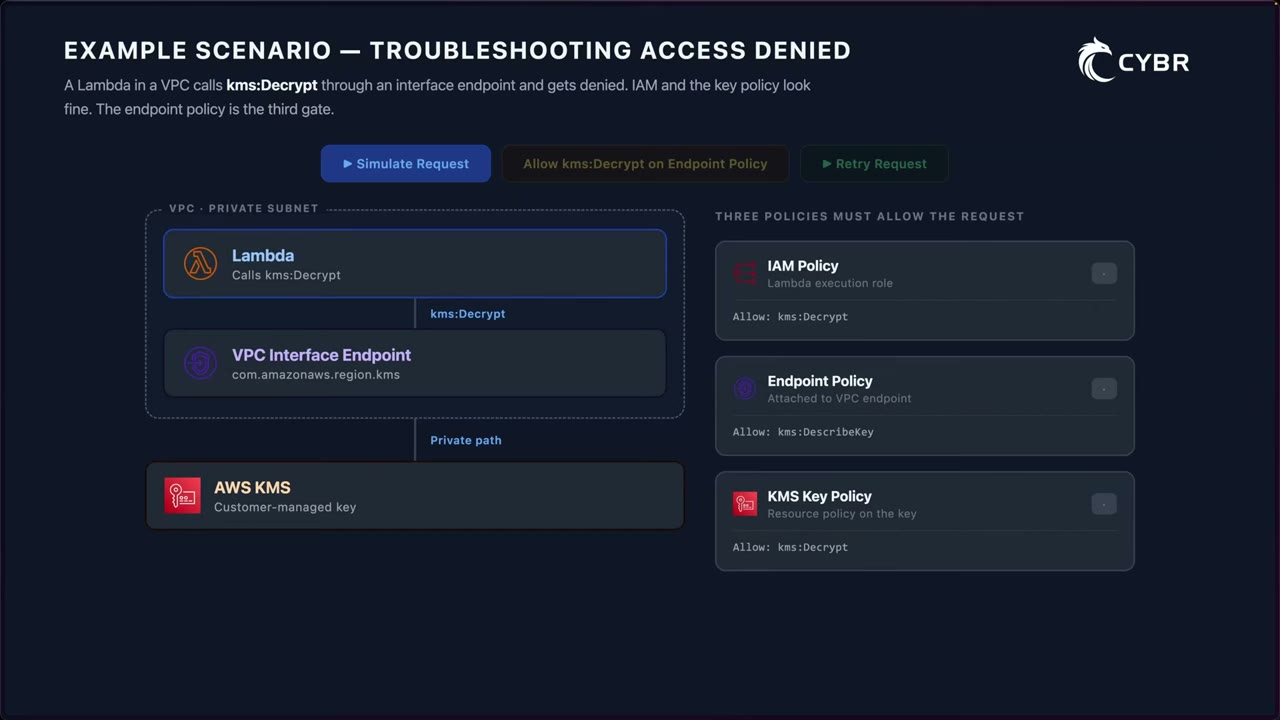 EXAMPLE SCENARIO — TROUBLESHOOTING ACCESS DENIED
CYBR
A Lambda in a VPC calls kms:Decrypt through an interface endpoint and gets denied. IAM and the key policy look
fine. The endpoint policy is the third gate.
▶ Simulate Request
Allow kms:Decrypt on Endpoint Policy
▶ Retry Request
VPC · PRIVATE SUBNET
Lambda
Calls kms:Decrypt
kms:Decrypt
VPC Interface Endpoint
com.amazonaws.region.kms
Private path
AWS KMS
Customer-managed key
THREE POLICIES MUST ALLOW THE REQUEST
IAM Policy
Lambda execution role
Allow: kms:Decrypt
Endpoint Policy
Attached to VPC endpoint
Allow: kms:DescribeKey
KMS Key Policy
Resource policy on the key
Allow: kms:Decrypt